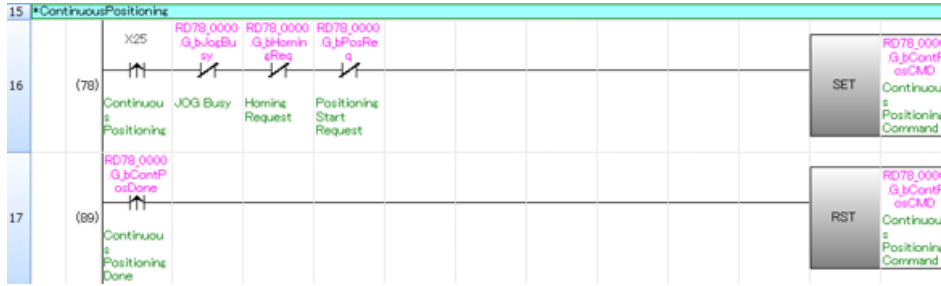 15 *ContinuousPositioning
X25
RD78_0000
.G_bJogBu
sy
RD78_0000
.G_bHomin
gReq
RD78_0000
.G_bPosRe
q
16
(78)
Continuou
s
Positioning
JOG Busy
Homing
Request
Positioning
Start
Request
SET
RD78_000
.G_bContP
osCMD
Continuou
s
Positioning
Command
RD78_0000
.G_bContP
osDone
17
(89)
Continuou
s
Positioning
Done
RST
RD78_000
.G_bContP
osCMD
Continuou
s
Positioning
Command